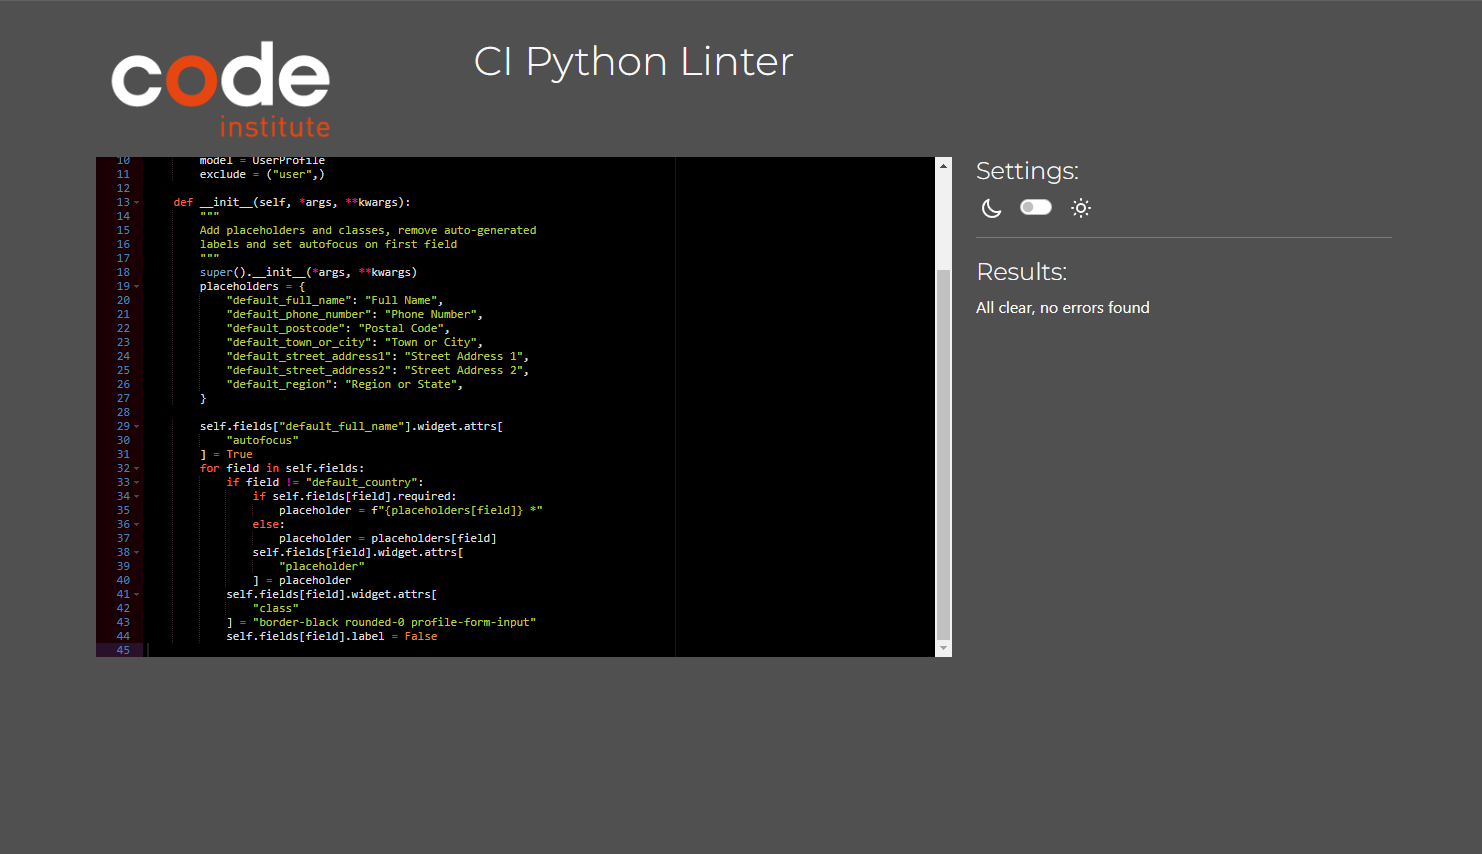 code
institute
CI Python Linter
10 model = UserProfile
11 exclude = ("user",)
12
13 def __init__(self, *args, **kwargs):
14 """
15 Add placeholders and classes, remove auto-generated
16 labels and set autofocus on first field
17 """
18 super().__init__(*args, **kwargs)
19 placeholders = {
20 "default_full_name": "Full Name",
21 "default_phone_number": "Phone Number",
22 "default_postcode": "Postal Code",
23 "default_town_or_city": "Town or City",
24 "default_street_address1": "Street Address 1",
25 "default_street_address2": "Street Address 2",
26 "default_region": "Region or State",
27 }
28
29 self.fields["default_full_name"].widget.attrs[
30 "autofocus"
31 ] = True
32 for field in self.fields:
33 if field != "default_country":
34 if self.fields[field].required:
35 placeholder = f"{placeholders[field]} *"
36 else:
37 placeholder = placeholders[field]
38 self.fields[field].widget.attrs[
39 "placeholder"
40 ] = placeholder
41 self.fields[field].widget.attrs[
42 "class"
43 ] = "border-black rounded-0 profile-form-input"
44 self.fields[field].label = False
45
Settings:
Results:
All clear, no errors found